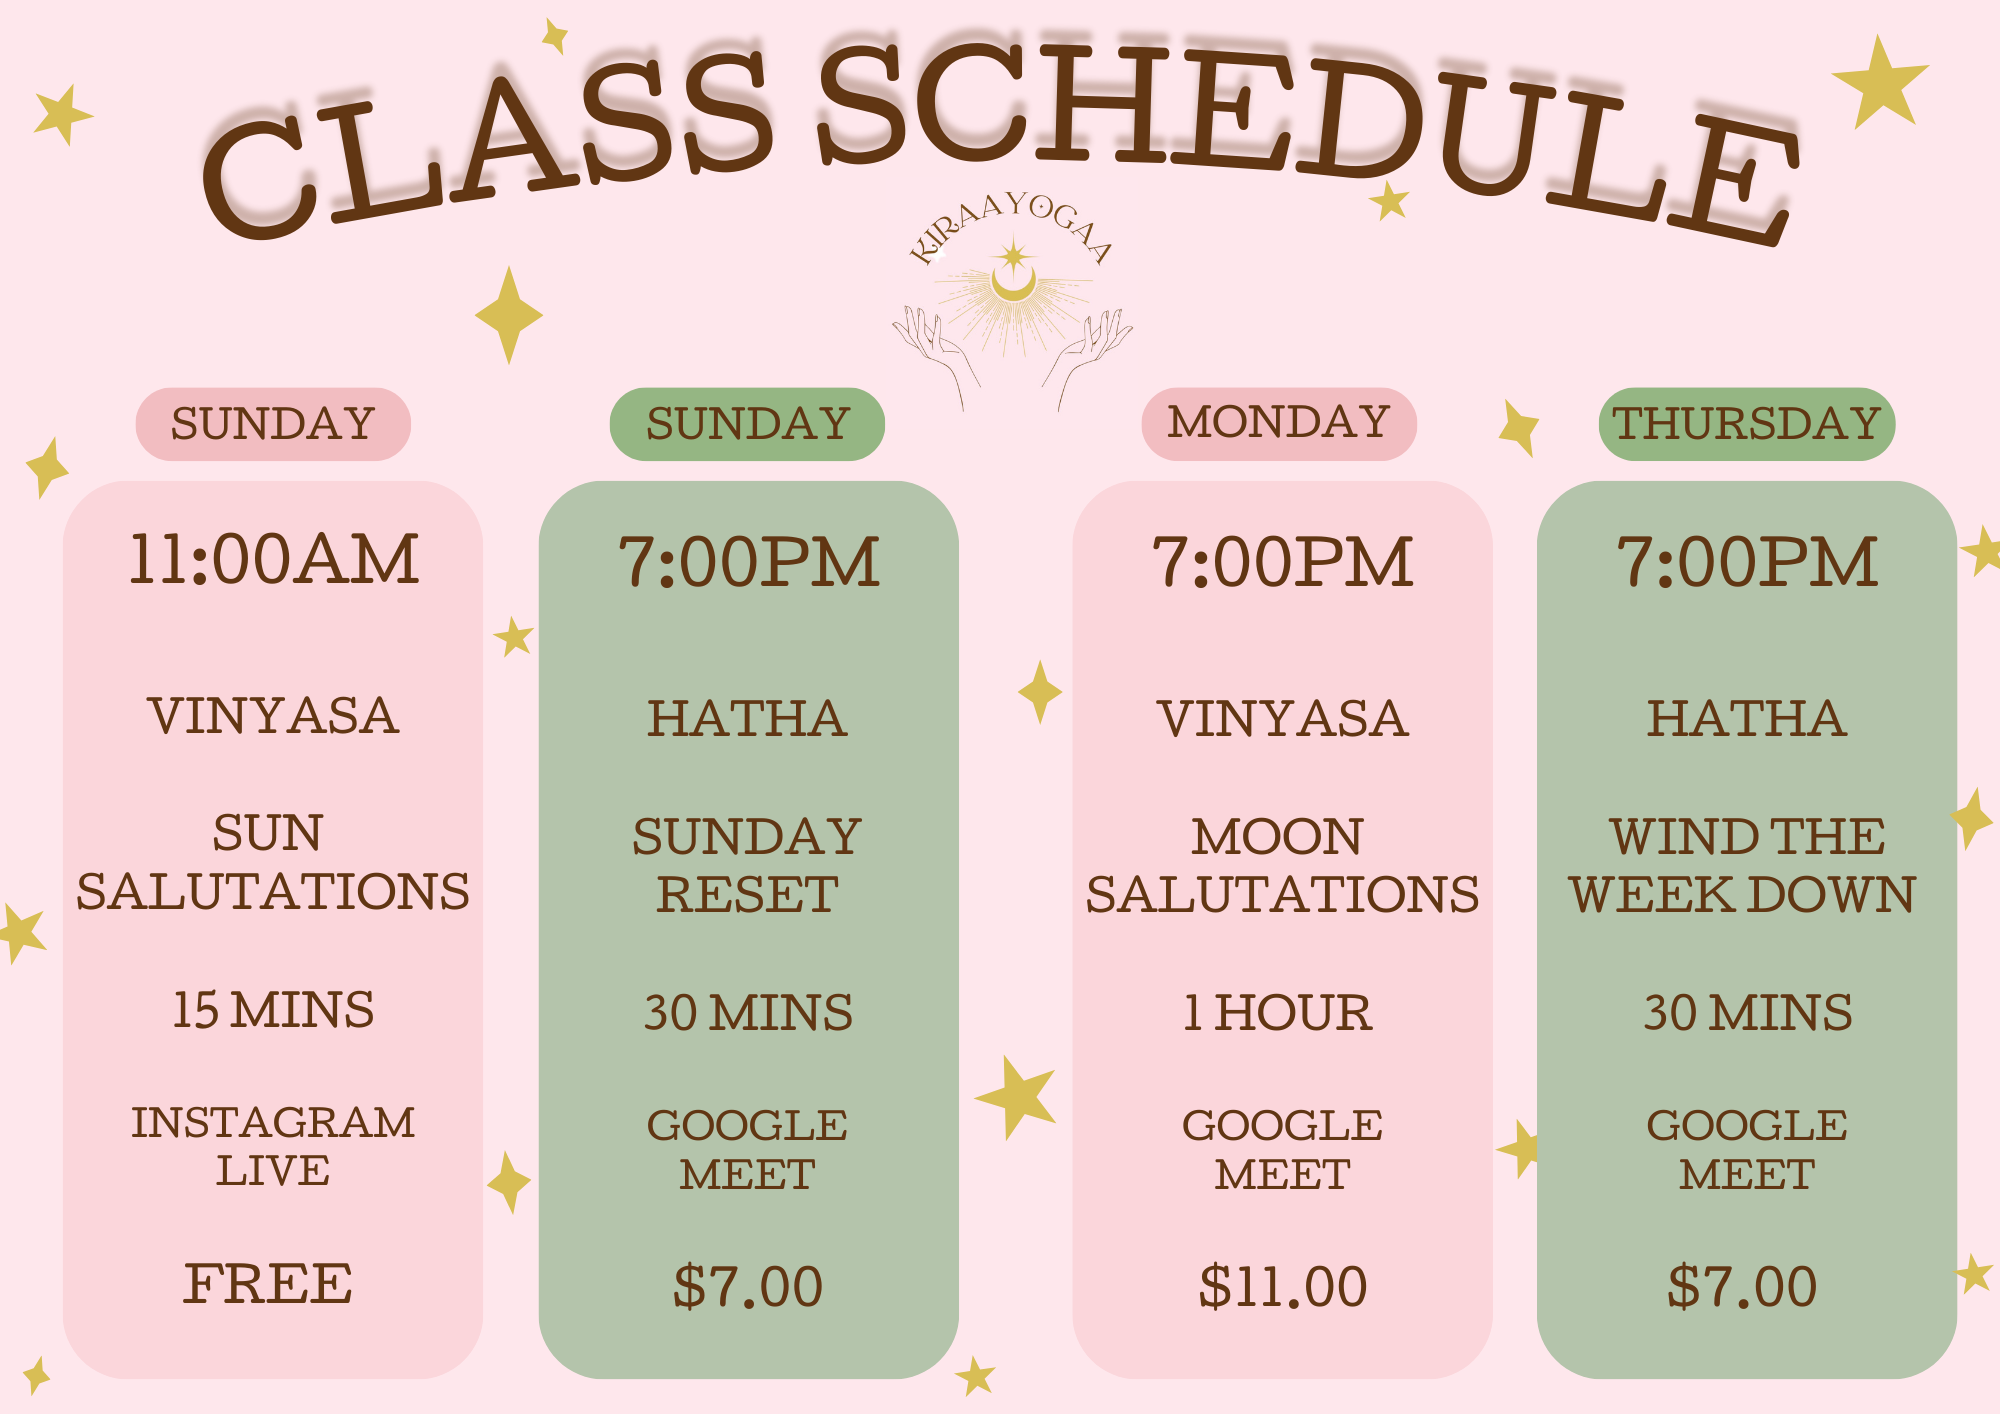 CLASS SCHEDULE
KIRAAYOGAA
SUNDAY
11:00AM
VINYASA
SUN
SALUTATIONS
15 MINS
INSTAGRAM
LIVE
FREE
SUNDAY
7:00PM
HATHA
SUNDAY
RESET
30 MINS
GOOGLE
MEET
$7.00
MONDAY
7:00PM
VINYASA
MOON
SALUTATIONS
1 HOUR
GOOGLE
MEET
$11.00
THURSDAY
7:00PM
HATHA
WIND THE
WEEK DOWN
30 MINS
GOOGLE
MEET
$7.00